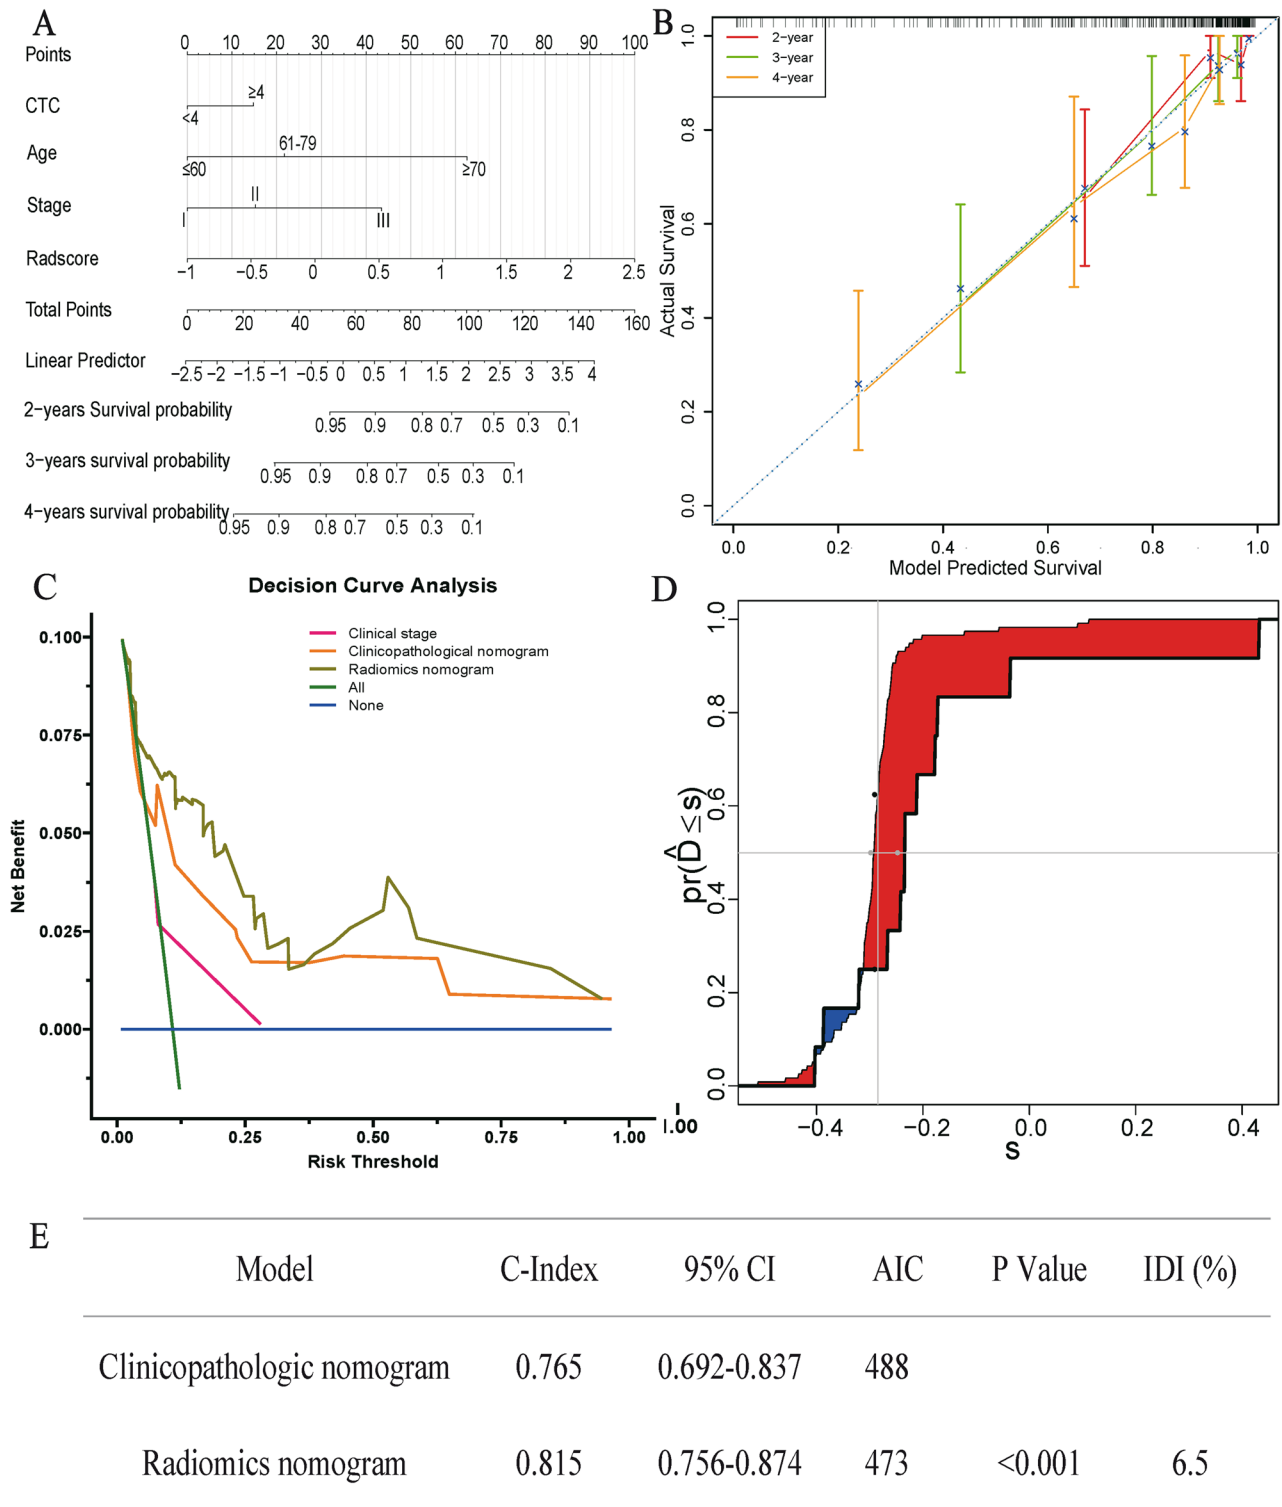 A
Points
0 10 20 30 40 50 60 70 80 90 100
CTC
<4
≥4
Age
≤60
61-79
≥70
Stage
I
II
III
Radscore
−1 −0.5 0 0.5 1 1.5 2 2.5
Total Points
0 20 40 60 80 100 120 140 160
Linear Predictor
−2.5 −2 −1.5 −1 −0.5 0 0.5 1 1.5 2 2.5 3 3.5 4
2−years Survival probability
0.95 0.9 0.8 0.7 0.5 0.3 0.1
3−years survival probability
0.95 0.9 0.8 0.7 0.5 0.3 0.1
4−years survival probability
0.95 0.9 0.8 0.7 0.5 0.3 0.1
B
2−year
3−year
4−year
Actual Survival
1.0
0.8
0.6
0.4
0.2
0.0
0.0 0.2 0.4 0.6 0.8 1.0
Model Predicted Survival
C
Decision Curve Analysis
Clinical stage
Clinicopathological nomogram
Radiomics nomogram
All
None
Net Benefit
0.100
0.075
0.050
0.025
0.000
0.00 0.25 0.50 0.75 1.00
Risk Threshold
1.00
D
pr(D̂ ≤ s)
1.0
0.8
0.6
0.4
0.2
0.0
−0.4 −0.2 0.0 0.2 0.4
s
E
Model C-Index 95% CI AIC P Value IDI (%)
Clinicopathologic nomogram 0.765 0.692-0.837 488
Radiomics nomogram 0.815 0.756-0.874 473 <0.001 6.5